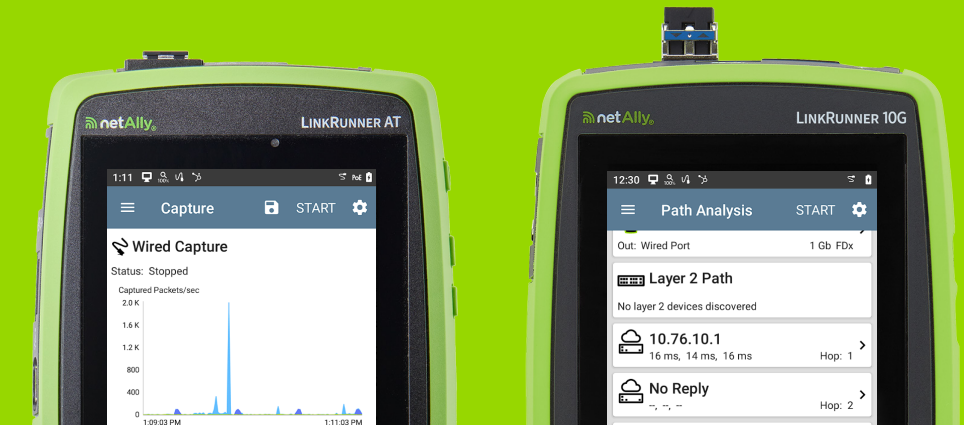 netAlly®
LINKRUNNER AT
1:11
100%
PoE
Capture
START
Wired Capture
Status: Stopped
Captured Packets/sec
2.0 K
1.6 K
1.2 K
800
400
0
1:09:03 PM
1:11:03 PM
netAlly®
LINKRUNNER 10G
12:30
100%
Path Analysis
START
Out: Wired Port
1 Gb FDx
Layer 2 Path
No layer 2 devices discovered
10.76.10.1
16 ms, 14 ms, 16 ms
Hop: 1
No Reply
--, --, --
Hop: 2